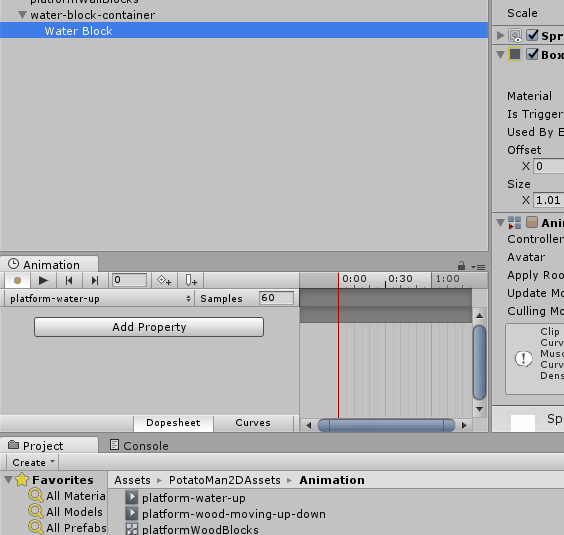 platformWallBlocks
water-block-container
Water Block
Animation
0
0:00
0:30
1:00
platform-water-up
Samples
60
Add Property
Dopesheet
Curves
Scale
Spr
Box
Material
Is Trigger
Used By E
Offset
X 0
Size
X 1.01
Ani
Controller
Avatar
Apply Roo
Update Mo
Culling Mo
Clip
Curv
Musc
Curv
Dens
Sp
Project
Console
Create
Favorites
All Materia
All Models
All Prefabs
Assets
PotatoMan2DAssets
Animation
platform-water-up
platform-wood-moving-up-down
platformWoodBlocks